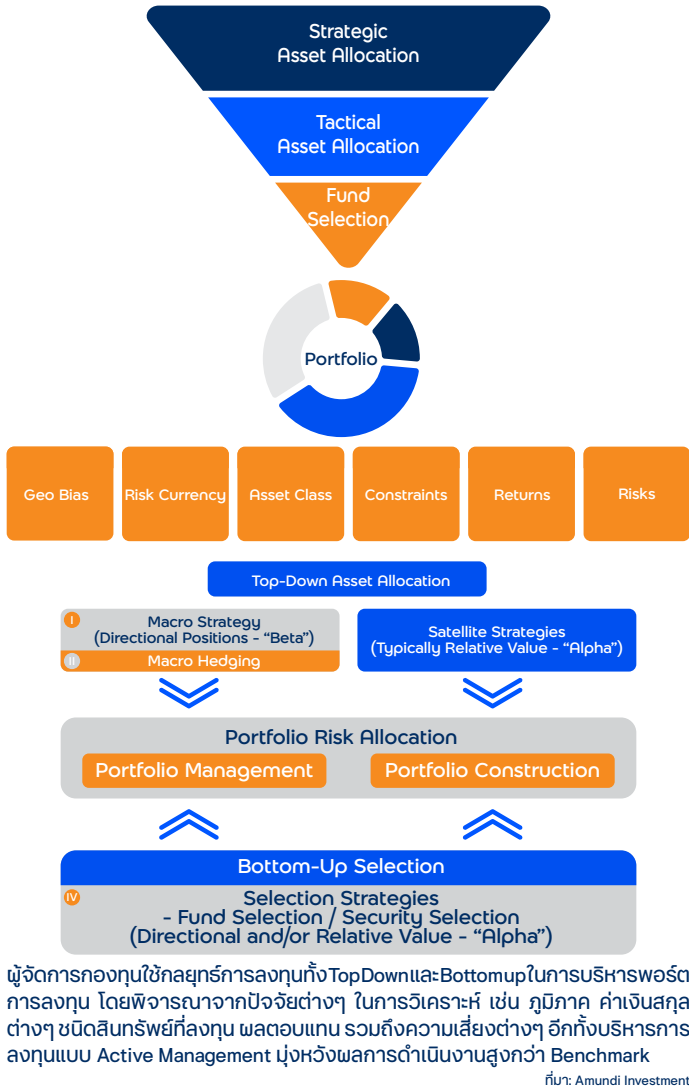 Strategic
Asset Allocation
Tactical
Asset Allocation
Fund
Selection
Portfolio
Geo Bias
Risk Currency
Asset Class
Constraints
Returns
Risks
Top-Down Asset Allocation
I
Macro Strategy
(Directional Positions - “Beta”)
II
Macro Hedging
Satellite Strategies
(Typically Relative Value - “Alpha”)
Portfolio Risk Allocation
Portfolio Management
Portfolio Construction
Bottom-Up Selection
IV
Selection Strategies
- Fund Selection / Security Selection
(Directional and/or Relative Value - “Alpha”)
ผู้จัดการกองทุนใช้กลยุทธ์การลงทุนทั้งTopDownและBottomupในการบริหารพอร์ต
การลงทุน โดยพิจารณาจากปัจจัยต่างๆ ในการวิเคราะห์ เช่น ภูมิภาค ค่าเงินสกุล
ต่างๆ ชนิดสินทรัพย์ที่ลงทุน ผลตอบแทน รวมถึงความเสี่ยงต่างๆ อีกทั้งบริหารการ
ลงทุนแบบ Active Management มุ่งหวังผลการดำเนินงานสูงกว่า Benchmark
ที่มา: Amundi Investment